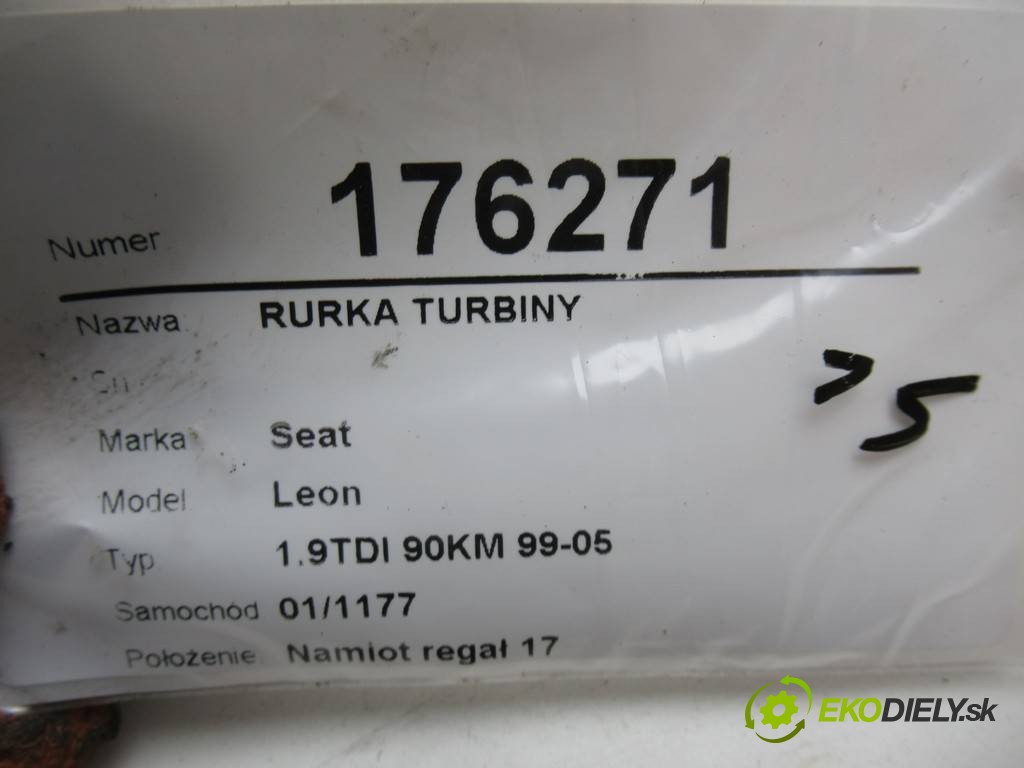 Numer 176271
Nazwa: RURKA TURBINY
Sn
Marka Seat
Model Leon
Typ 1.9TDI 90KM 99-05
Samochód 01/1177
Położenie: Namiot regał 17
EKODIELY.sk